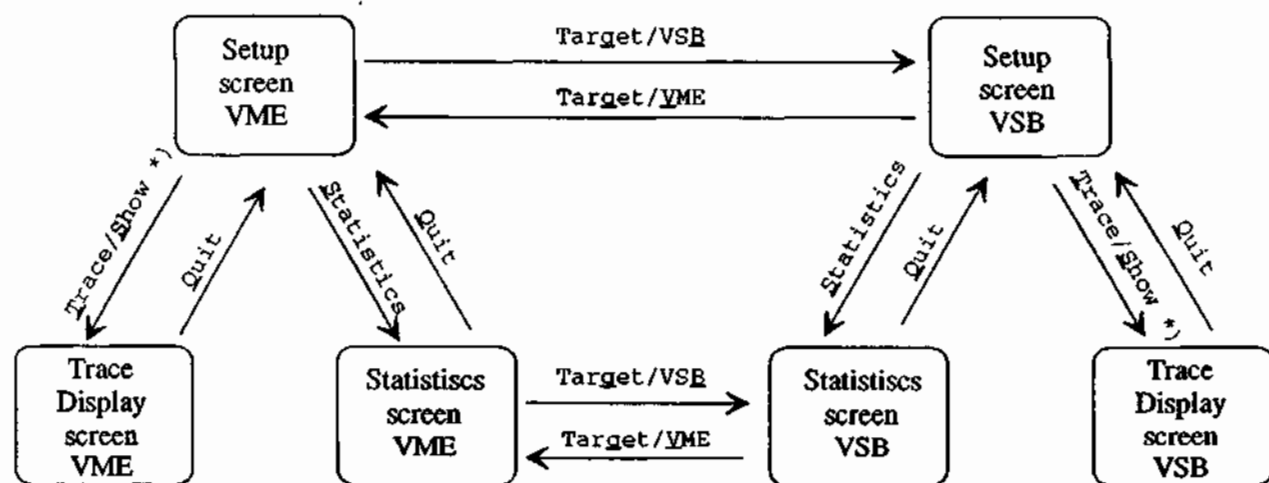 Setup
screen
VME
Target/VSB
Target/VME
Setup
screen
VSB
Trace/Show *)
Quit
Statistics
Quit
Statistics
Quit
Trace/Show *)
Quit
Trace
Display
screen
VME
Statistiscs
screen
VME
Target/VSB
Target/VME
Statistiscs
screen
VSB
Trace
Display
screen
VSB